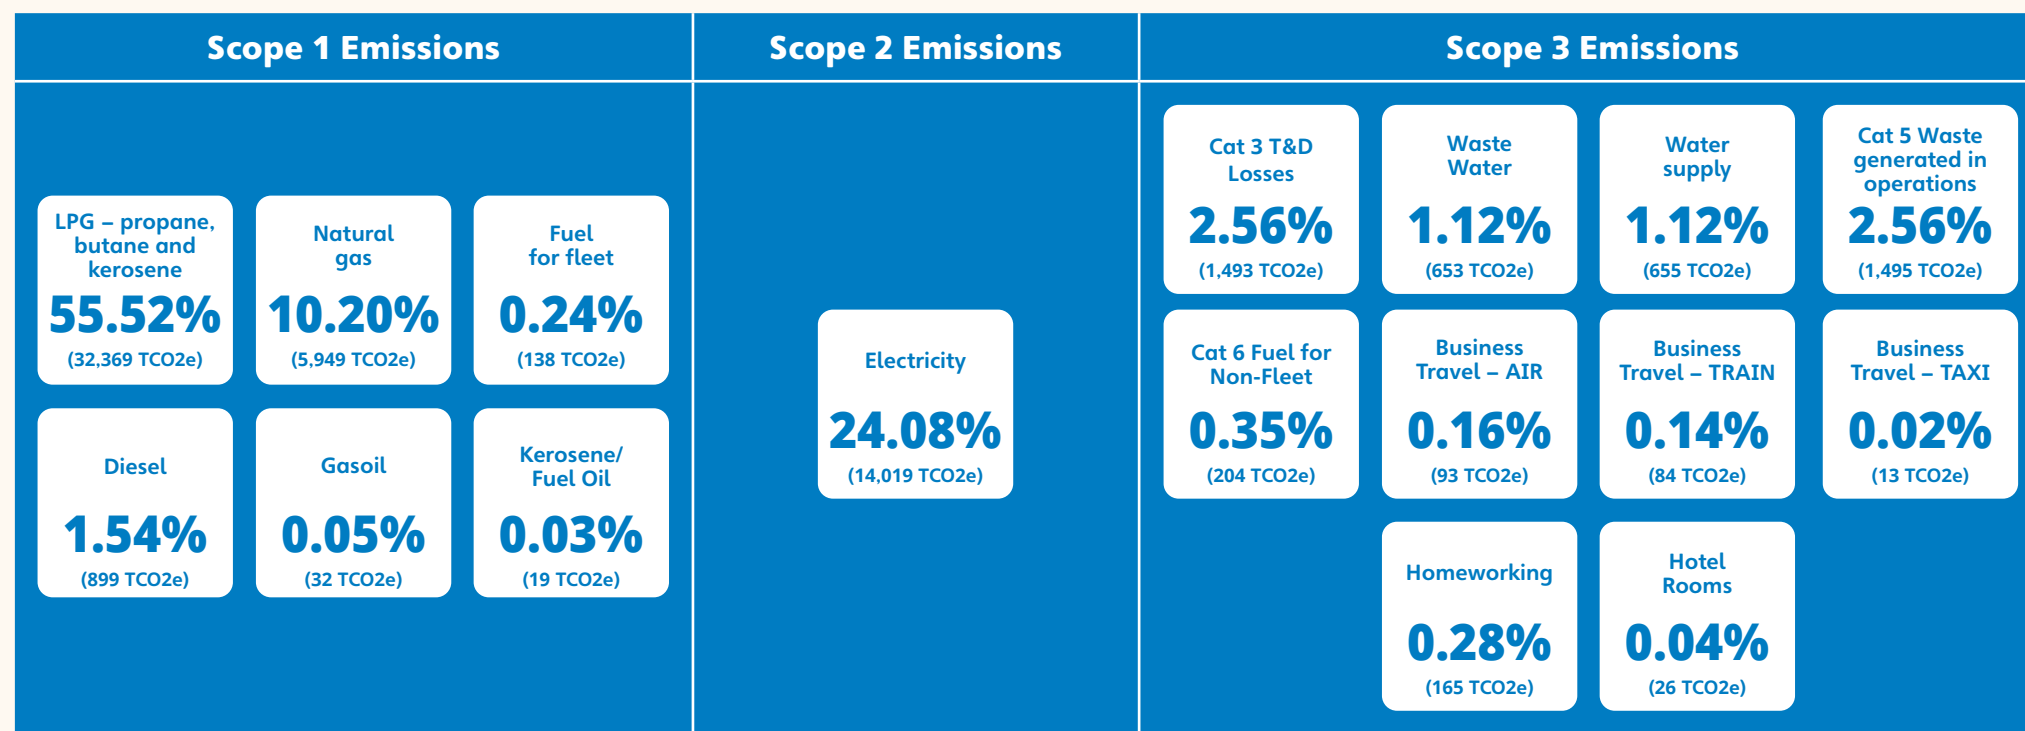 Scope 1 Emissions
Scope 2 Emissions
Scope 3 Emissions
LPG – propane,
butane and
kerosene
55.52%
(32,369 TCO2e)
Natural
gas
10.20%
(5,949 TCO2e)
Fuel
for fleet
0.24%
(138 TCO2e)
Diesel
1.54%
(899 TCO2e)
Gasoil
0.05%
(32 TCO2e)
Kerosene/
Fuel Oil
0.03%
(19 TCO2e)
Electricity
24.08%
(14,019 TCO2e)
Cat 3 T&D
Losses
2.56%
(1,493 TCO2e)
Waste
Water
1.12%
(653 TCO2e)
Water
supply
1.12%
(655 TCO2e)
Cat 5 Waste
generated in
operations
2.56%
(1,495 TCO2e)
Cat 6 Fuel for
Non-Fleet
0.35%
(204 TCO2e)
Business
Travel – AIR
0.16%
(93 TCO2e)
Business
Travel – TRAIN
0.14%
(84 TCO2e)
Business
Travel – TAXI
0.02%
(13 TCO2e)
Homeworking
0.28%
(165 TCO2e)
Hotel
Rooms
0.04%
(26 TCO2e)